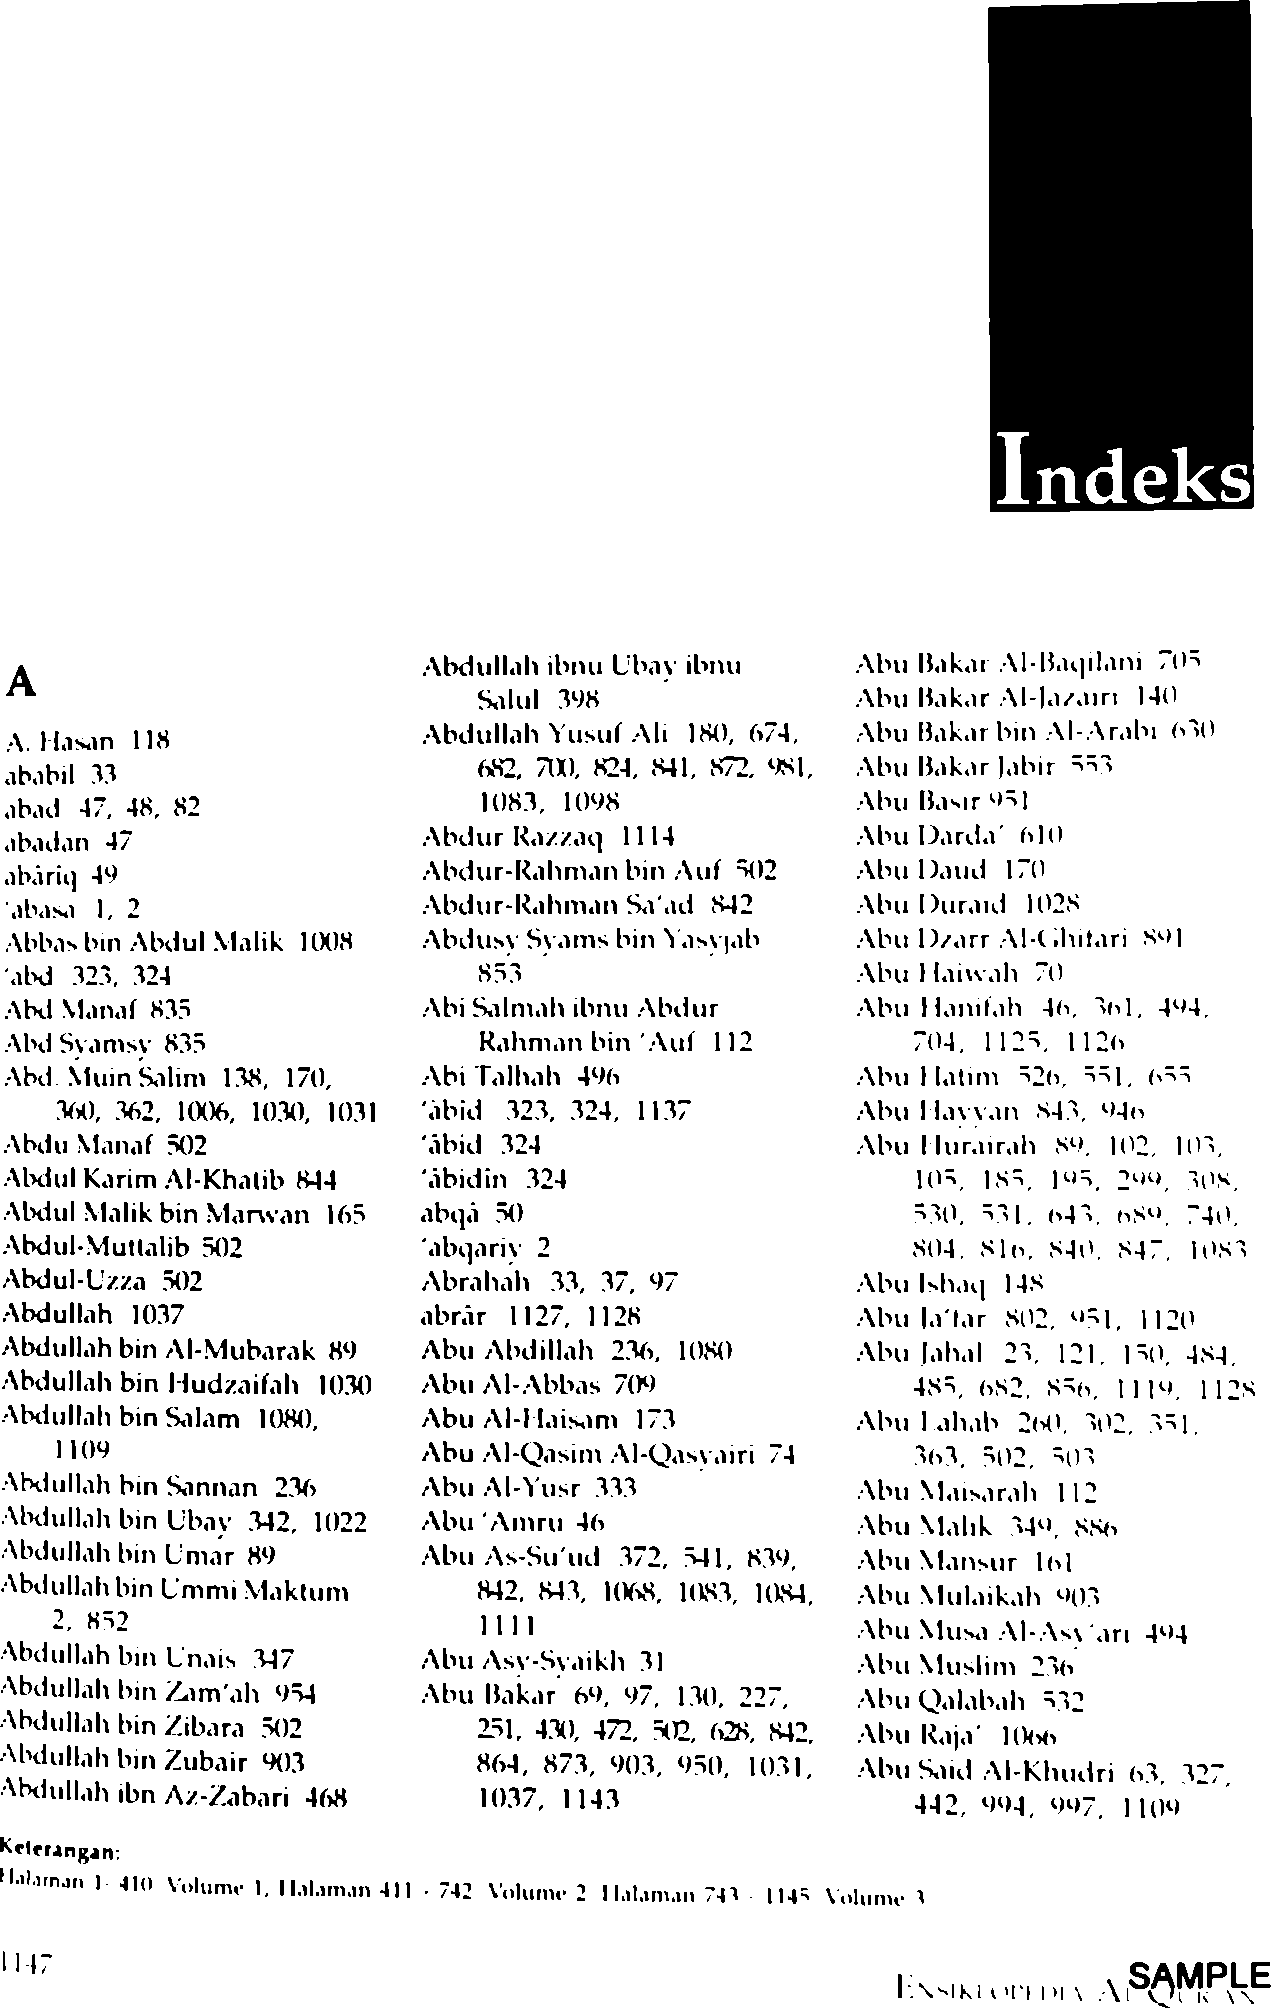 Indeks
A
A. Hasan 118
ababil 33
abad 47, 48, 82
abadan 47
abâriq 49
'abasa 1, 2
Abbas bin Abdul Malik 1008
'abd 323, 324
Abd Manaf 835
Abd Syamsy 835
Abd. Muin Salim 138, 170,
360, 362, 1006, 1030, 1031
Abdu Manaf 502
Abdul Karim Al-Khatib 844
Abdul Malik bin Marwan 165
Abdul-Muttalib 502
Abdul-Uzza 502
Abdullah 1037
Abdullah bin Al-Mubarak 89
Abdullah bin Hudzaifah 1030
Abdullah bin Salam 1080,
1109
Abdullah bin Sannan 236
Abdullah bin Ubay 342, 1022
Abdullah bin Umar 89
Abdullah bin Ummi Maktum
2, 852
Abdullah bin Unais 347
Abdullah bin Zam'ah 954
Abdullah bin Zibara 502
Abdullah bin Zubair 903
Abdullah ibn Az-Zabari 468
Abdullah ibnu Ubay ibnu
Salul 398
Abdullah Yusuf Ali 180, 674,
682, 700, 824, 841, 872, 981,
1083, 1098
Abdur Razzaq 1114
Abdur-Rahman bin Auf 502
Abdur-Rahman Sa'ad 842
Abdusy Syams bin Yasyjab
853
Abi Salmah ibnu Abdur
Rahman bin 'Auf 112
Abi Talhah 496
'âbid 323, 324, 1137
'âbid 324
'âbidîn 324
abqâ 50
'abqariy 2
Abrahah 33, 37, 97
abrâr 1127, 1128
Abu Abdillah 236, 1080
Abu Al-Abbas 709
Abu Al-Haisam 173
Abu Al-Qasim Al-Qasyairi 74
Abu Al-Yusr 333
Abu 'Amru 46
Abu As-Su'ud 372, 541, 839,
842, 843, 1068, 1083, 1084,
1111
Abu Asy-Syaikh 31
Abu Bakar 69, 97, 130, 227,
251, 430, 472, 502, 628, 842,
864, 873, 903, 950, 1031,
1037, 1143
Abu Bakar Al-Baqilani 705
Abu Bakar Al-Jazairi 140
Abu Bakar bin Al-Arabi 630
Abu Bakar Jabir 553
Abu Basir 951
Abu Darda' 610
Abu Daud 170
Abu Duraid 1028
Abu Dzarr Al-Ghifari 891
Abu Haiwah 70
Abu Hanifah 46, 361, 494,
704, 1125, 1126
Abu Hatim 526, 551, 655
Abu Hayyan 843, 946
Abu Hurairah 89, 102, 103,
105, 185, 195, 299, 308,
530, 531, 643, 689, 740,
804, 816, 840, 847, 1083
Abu Ishaq 148
Abu Ja'far 802, 951, 1120
Abu Jahal 23, 121, 150, 484,
485, 682, 856, 1119, 1128
Abu Lahab 260, 302, 351,
363, 502, 503
Abu Maisarah 112
Abu Malik 349, 886
Abu Mansur 161
Abu Mulaikah 903
Abu Musa Al-Asy'ari 494
Abu Muslim 236
Abu Qalabah 532
Abu Raja' 1066
Abu Said Al-Khudri 63, 327,
442, 994, 997, 1109
Keterangan:
Halaman 1- 410 Volume 1, Halaman 411 - 742 Volume 2 Halaman 743 - 1145 Volume 3
1147
ENSIKLOPEDIA AL-QUR'AN
SAMPLE